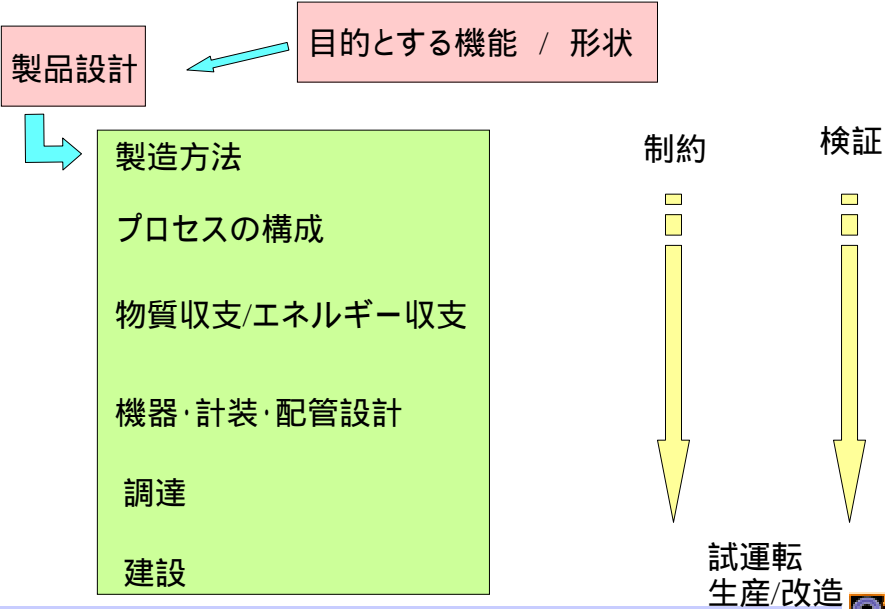 目的とする機能 / 形状
製品設計
製造方法
プロセスの構成
物質収支/エネルギー収支
機器・計装・配管設計
調達
建設
制約
検証
試運転
生産/改造